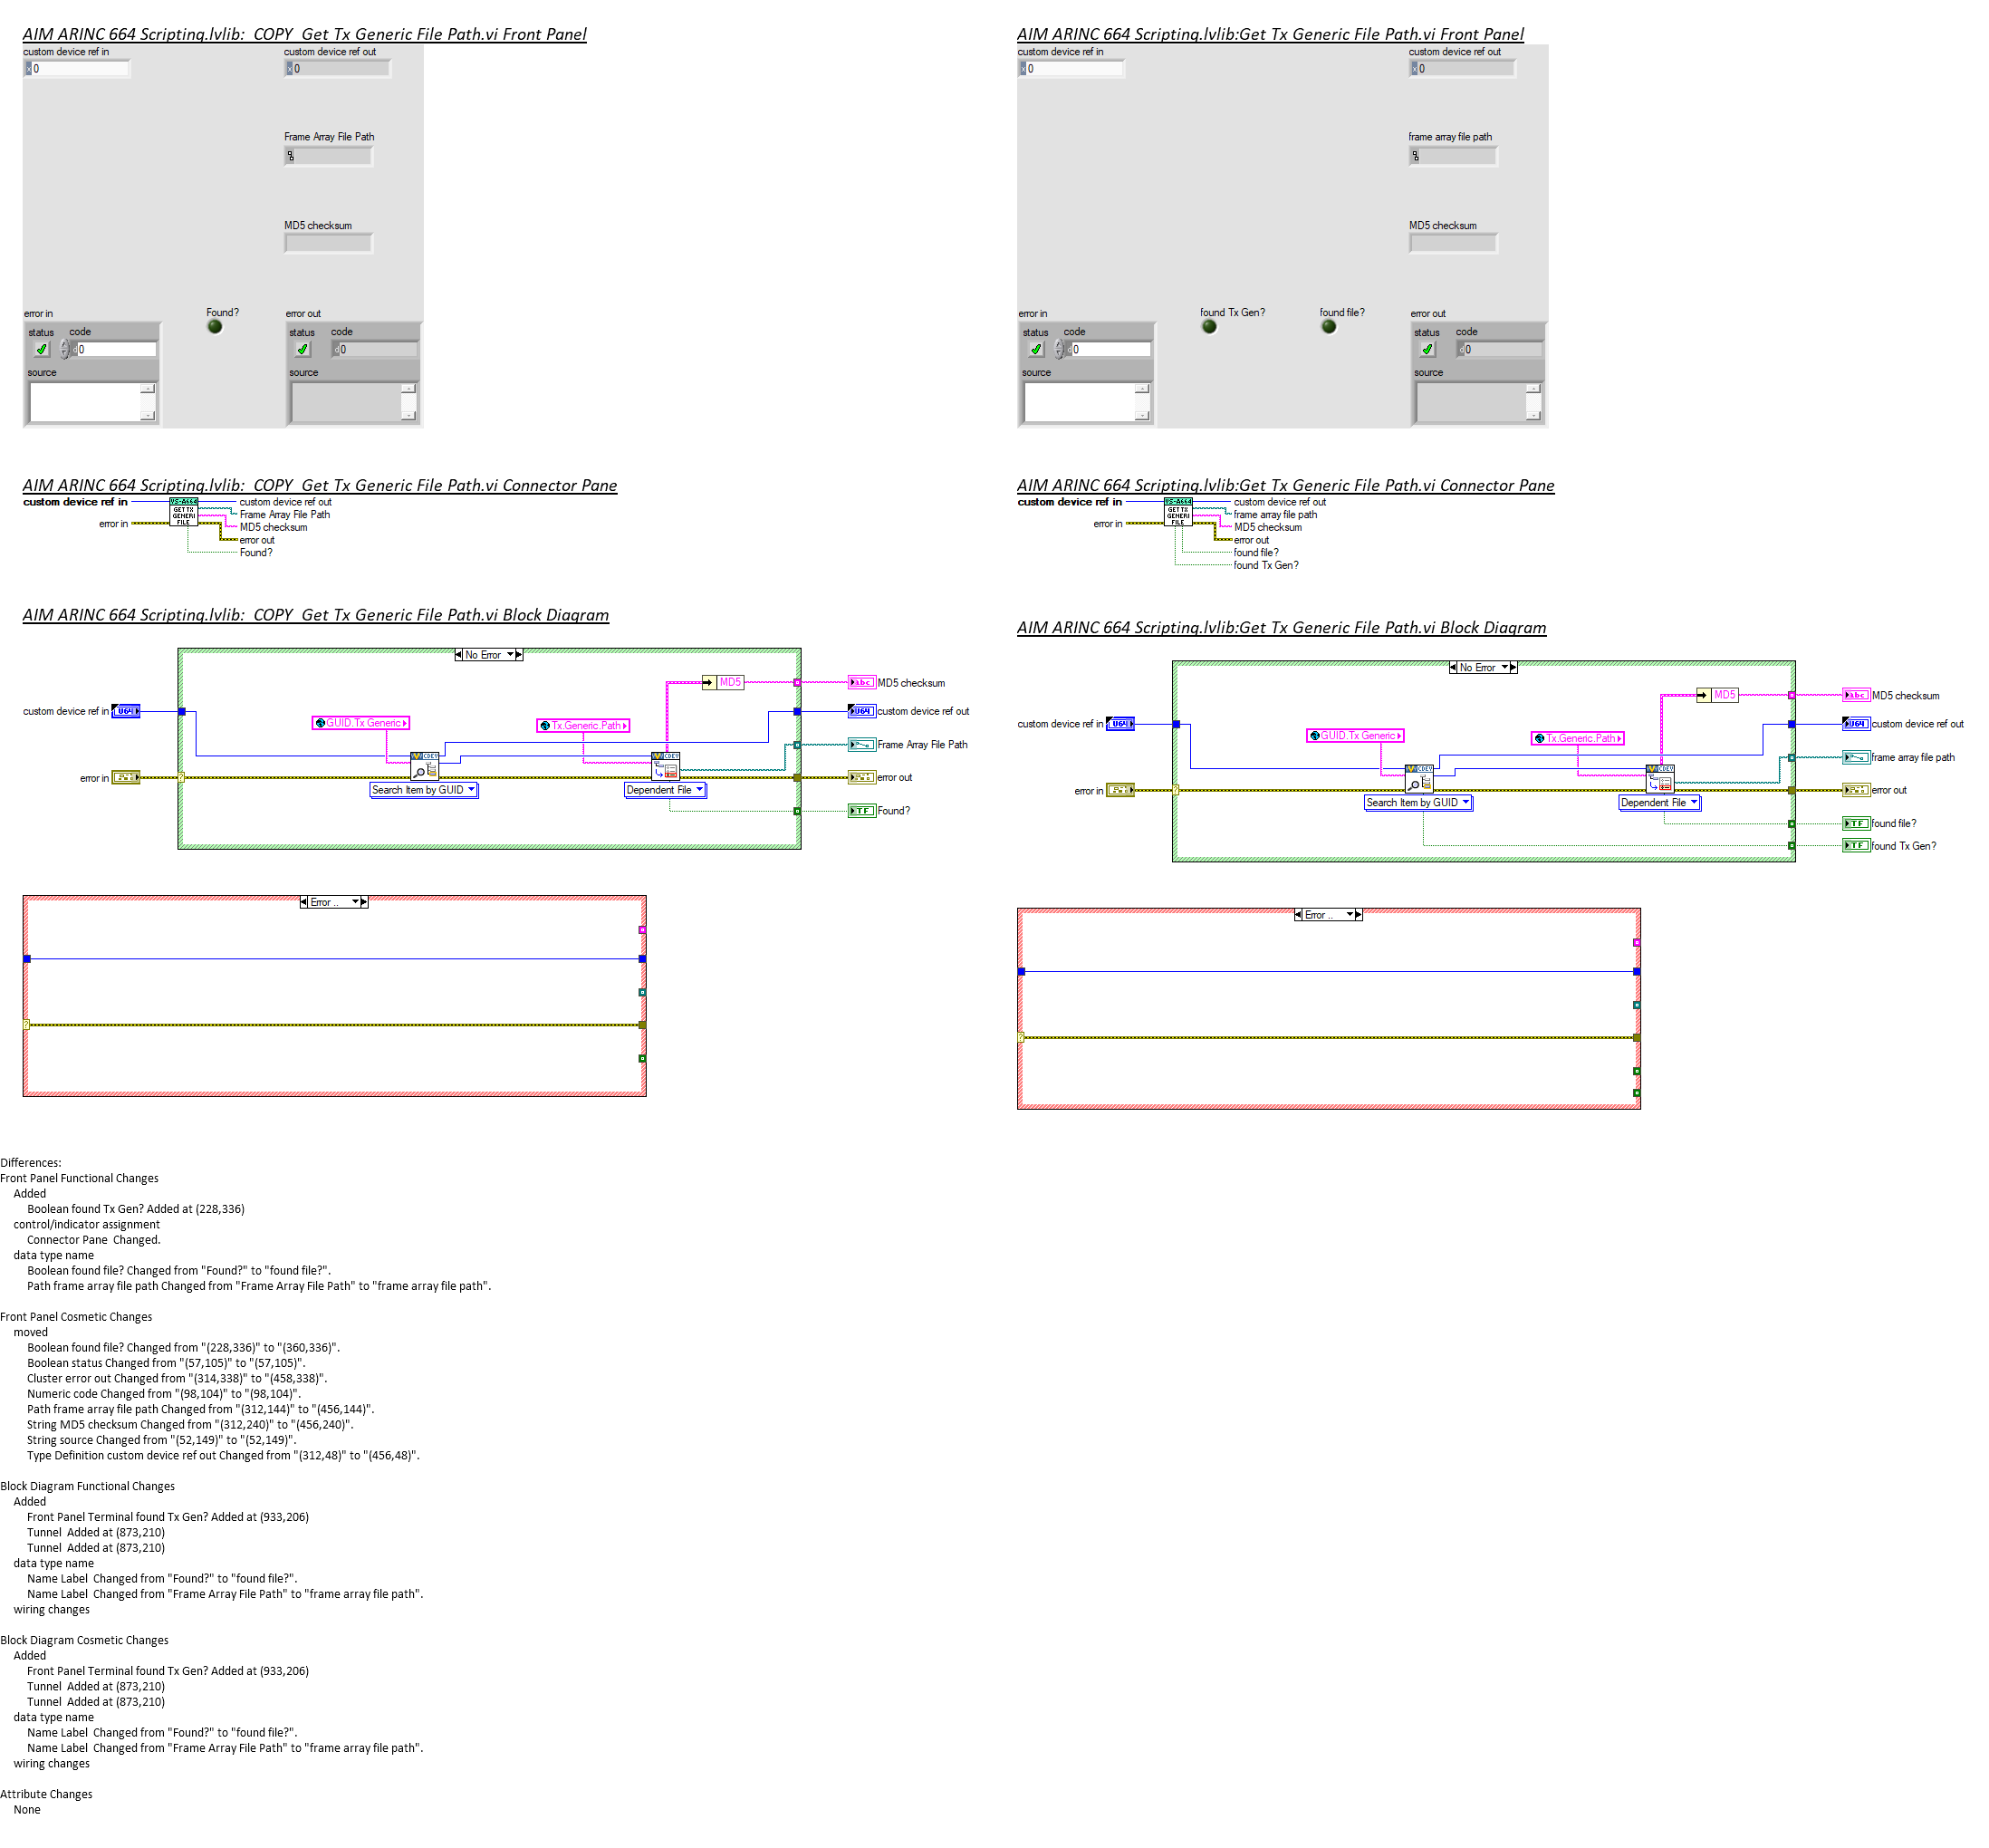 AIM ARINC 664 Scripting.lvlib:  COPY  Get Tx Generic File Path.vi Front Panel
custom device ref in
custom device ref out
x 0
x 0
Frame Array File Path
MD5 checksum
error in
Found?
error out
status
code
status
code
0
d 0
source
source
AIM ARINC 664 Scripting.lvlib:  COPY  Get Tx Generic File Path.vi Connector Pane
custom device ref in
VS-A664
GET TX
GENERI
FILE
custom device ref out
Frame Array File Path
error in
MD5 checksum
error out
Found?
AIM ARINC 664 Scripting.lvlib:  COPY  Get Tx Generic File Path.vi Block Diagram
No Error
MD5
abc
MD5 checksum
custom device ref in
U64
U64
custom device ref out
GUID.Tx Generic
Tx.Generic.Path
Frame Array File Path
CDEV
CDEV
error in
?
error out
Search Item by GUID
Dependent File
TF
Found?
Error ..
?
AIM ARINC 664 Scripting.lvlib:Get Tx Generic File Path.vi Front Panel
custom device ref in
custom device ref out
x 0
x 0
frame array file path
MD5 checksum
error in
found Tx Gen?
found file?
error out
status
code
status
code
0
d 0
source
source
AIM ARINC 664 Scripting.lvlib:Get Tx Generic File Path.vi Connector Pane
custom device ref in
VS-A664
GET TX
GENERI
FILE
custom device ref out
frame array file path
error in
MD5 checksum
error out
found file?
found Tx Gen?
AIM ARINC 664 Scripting.lvlib:Get Tx Generic File Path.vi Block Diagram
No Error
MD5
abc
MD5 checksum
custom device ref in
U64
U64
custom device ref out
GUID.Tx Generic
Tx.Generic.Path
frame array file path
CDEV
CDEV
error in
?
error out
Search Item by GUID
Dependent File
TF
found file?
TF
found Tx Gen?
Error ..
?
Differences:
Front Panel Functional Changes
Added
Boolean found Tx Gen? Added at (228,336)
control/indicator assignment
Connector Pane  Changed.
data type name
Boolean found file? Changed from "Found?" to "found file?".
Path frame array file path Changed from "Frame Array File Path" to "frame array file path".
Front Panel Cosmetic Changes
moved
Boolean found file? Changed from "(228,336)" to "(360,336)".
Boolean status Changed from "(57,105)" to "(57,105)".
Cluster error out Changed from "(314,338)" to "(458,338)".
Numeric code Changed from "(98,104)" to "(98,104)".
Path frame array file path Changed from "(312,144)" to "(456,144)".
String MD5 checksum Changed from "(312,240)" to "(456,240)".
String source Changed from "(52,149)" to "(52,149)".
Type Definition custom device ref out Changed from "(312,48)" to "(456,48)".
Block Diagram Functional Changes
Added
Front Panel Terminal found Tx Gen? Added at (933,206)
Tunnel  Added at (873,210)
Tunnel  Added at (873,210)
data type name
Name Label  Changed from "Found?" to "found file?".
Name Label  Changed from "Frame Array File Path" to "frame array file path".
wiring changes
Block Diagram Cosmetic Changes
Added
Front Panel Terminal found Tx Gen? Added at (933,206)
Tunnel  Added at (873,210)
Tunnel  Added at (873,210)
data type name
Name Label  Changed from "Found?" to "found file?".
Name Label  Changed from "Frame Array File Path" to "frame array file path".
wiring changes
Attribute Changes
None